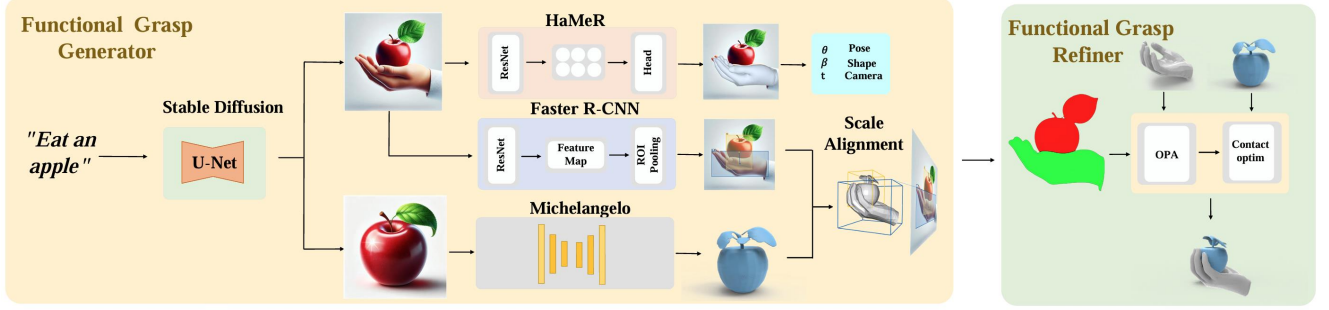 Functional Grasp
Generator
"Eat an
apple"
Stable Diffusion
U-Net
HaMeR
ResNet
Head
θ Pose
β Shape
t Camera
Faster R-CNN
ResNet
Feature
Map
ROI
Pooling
Michelangelo
Scale
Alignment
Functional Grasp
Refiner
OPA
Contact
optim